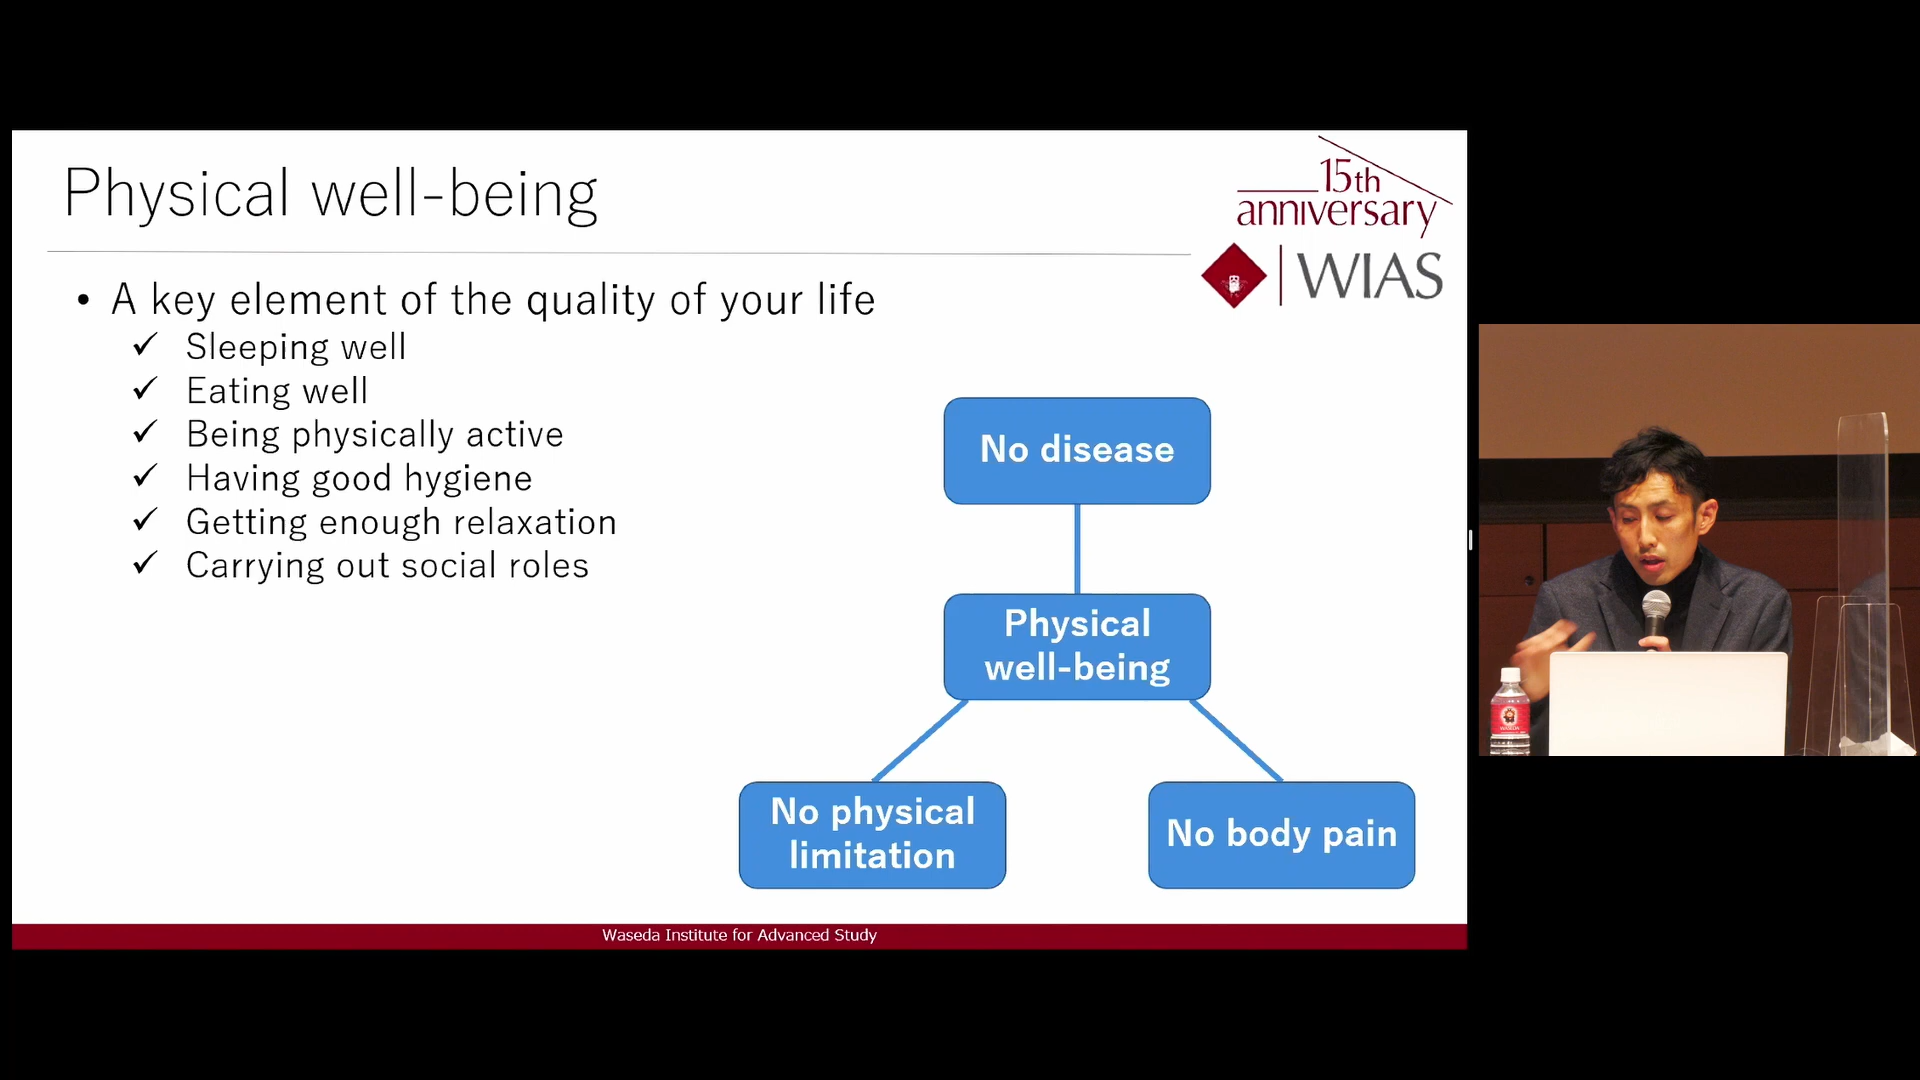 Physical well-being
15th
anniversary
WIAS
• A key element of the quality of your life
✓ Sleeping well
✓ Eating well
✓ Being physically active
✓ Having good hygiene
✓ Getting enough relaxation
✓ Carrying out social roles
No disease
Physical
well-being
No physical
limitation
No body pain
Waseda Institute for Advanced Study
WASEDA